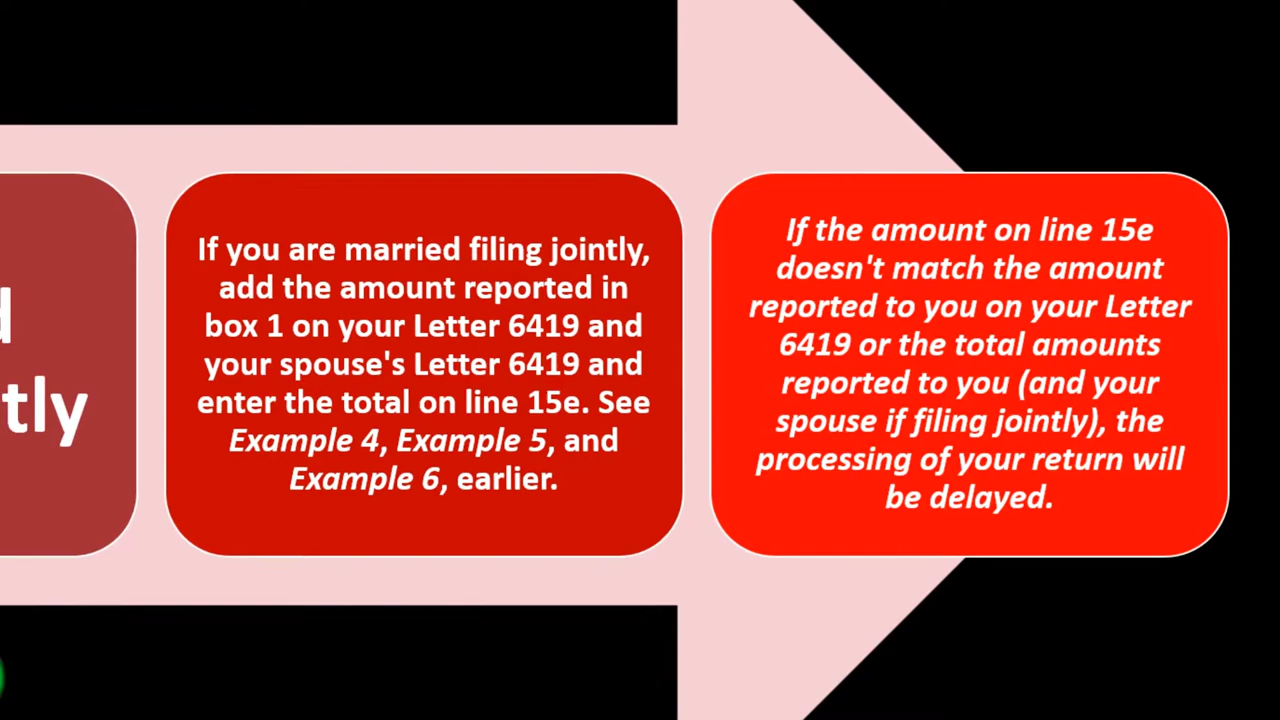 d
tly
If you are married filing jointly,
add the amount reported in
box 1 on your Letter 6419 and
your spouse's Letter 6419 and
enter the total on line 15e. See
Example 4, Example 5, and
Example 6, earlier.
If the amount on line 15e
doesn't match the amount
reported to you on your Letter
6419 or the total amounts
reported to you (and your
spouse if filing jointly), the
processing of your return will
be delayed.